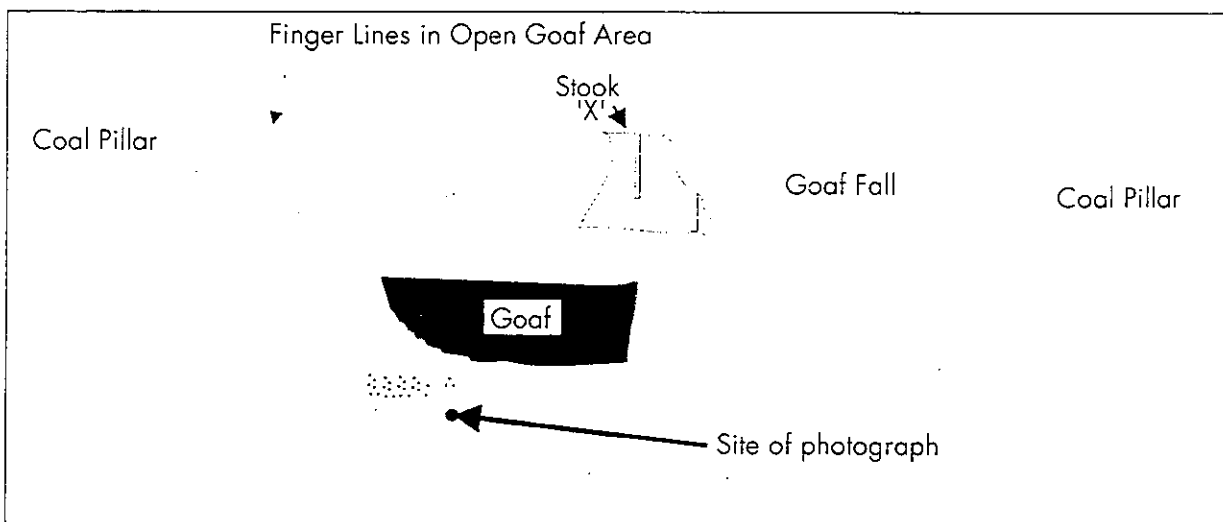 Finger Lines in Open Goaf Area
Stook
'X'
Coal Pillar
Goaf Fall
Coal Pillar
Goaf
Site of photograph